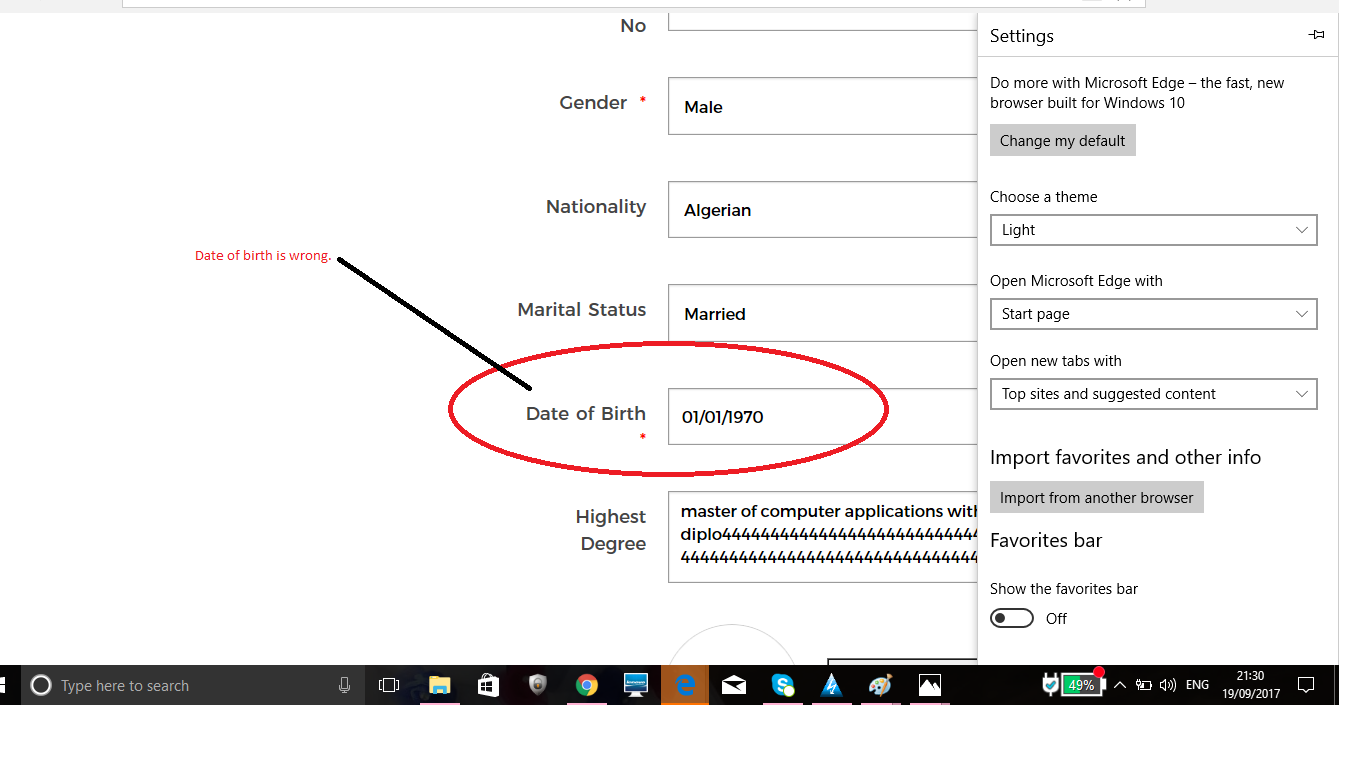 No
Gender *
Male
Nationality
Algerian
Date of birth is wrong.
Marital Status
Married
Date of Birth
*
01/01/1970
Highest
Degree
master of computer applications with
diplo44444444444444444444444444
4444444444444444444444444444444
Settings
Do more with Microsoft Edge – the fast, new
browser built for Windows 10
Change my default
Choose a theme
Light
Open Microsoft Edge with
Start page
Open new tabs with
Top sites and suggested content
Import favorites and other info
Import from another browser
Favorites bar
Show the favorites bar
Off
Type here to search
49%
ENG
21:30
19/09/2017